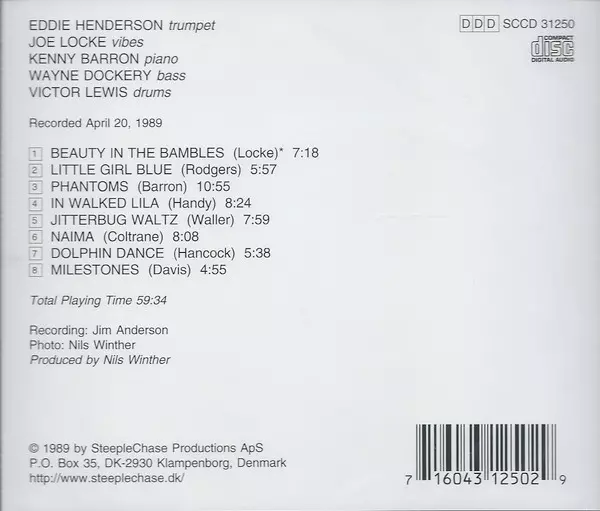 EDDIE HENDERSON trumpet
JOE LOCKE vibes
KENNY BARRON piano
WAYNE DOCKERY bass
VICTOR LEWIS drums
DDD SCCD 31250
COMPACT
disc
DIGITAL AUDIO
Recorded April 20, 1989
1 BEAUTY IN THE BAMBLES (Locke)* 7:18
2 LITTLE GIRL BLUE (Rodgers) 5:57
3 PHANTOMS (Barron) 10:55
4 IN WALKED LILA (Handy) 8:24
5 JITTERBUG WALTZ (Waller) 7:59
6 NAIMA (Coltrane) 8:08
7 DOLPHIN DANCE (Hancock) 5:38
8 MILESTONES (Davis) 4:55
Total Playing Time 59:34
Recording: Jim Anderson
Photo: Nils Winther
Produced by Nils Winther
© 1989 by SteepleChase Productions ApS
P.O. Box 35, DK-2930 Klampenborg, Denmark
http://www.steeplechase.dk/
7 16043 12502 9